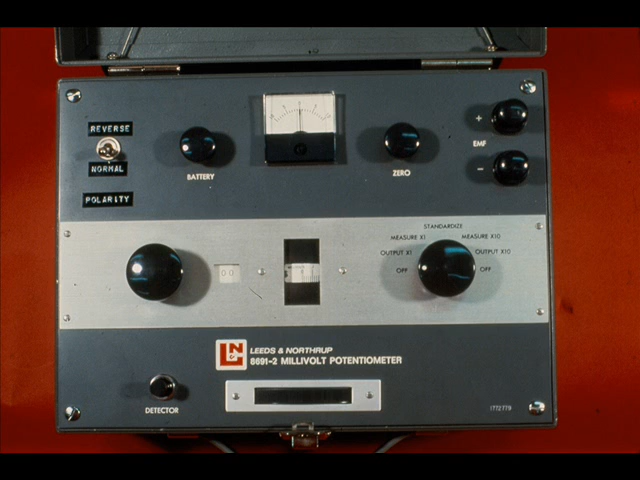 REVERSE
NORMAL
POLARITY
BATTERY
ZERO
+
EMF
−
STANDARDIZE
MEASURE X1
MEASURE X10
OUTPUT X1
OUTPUT X10
OFF
OFF
00
L&N
LEEDS & NORTHRUP
8691-2 MILLIVOLT POTENTIOMETER
DETECTOR
1772779